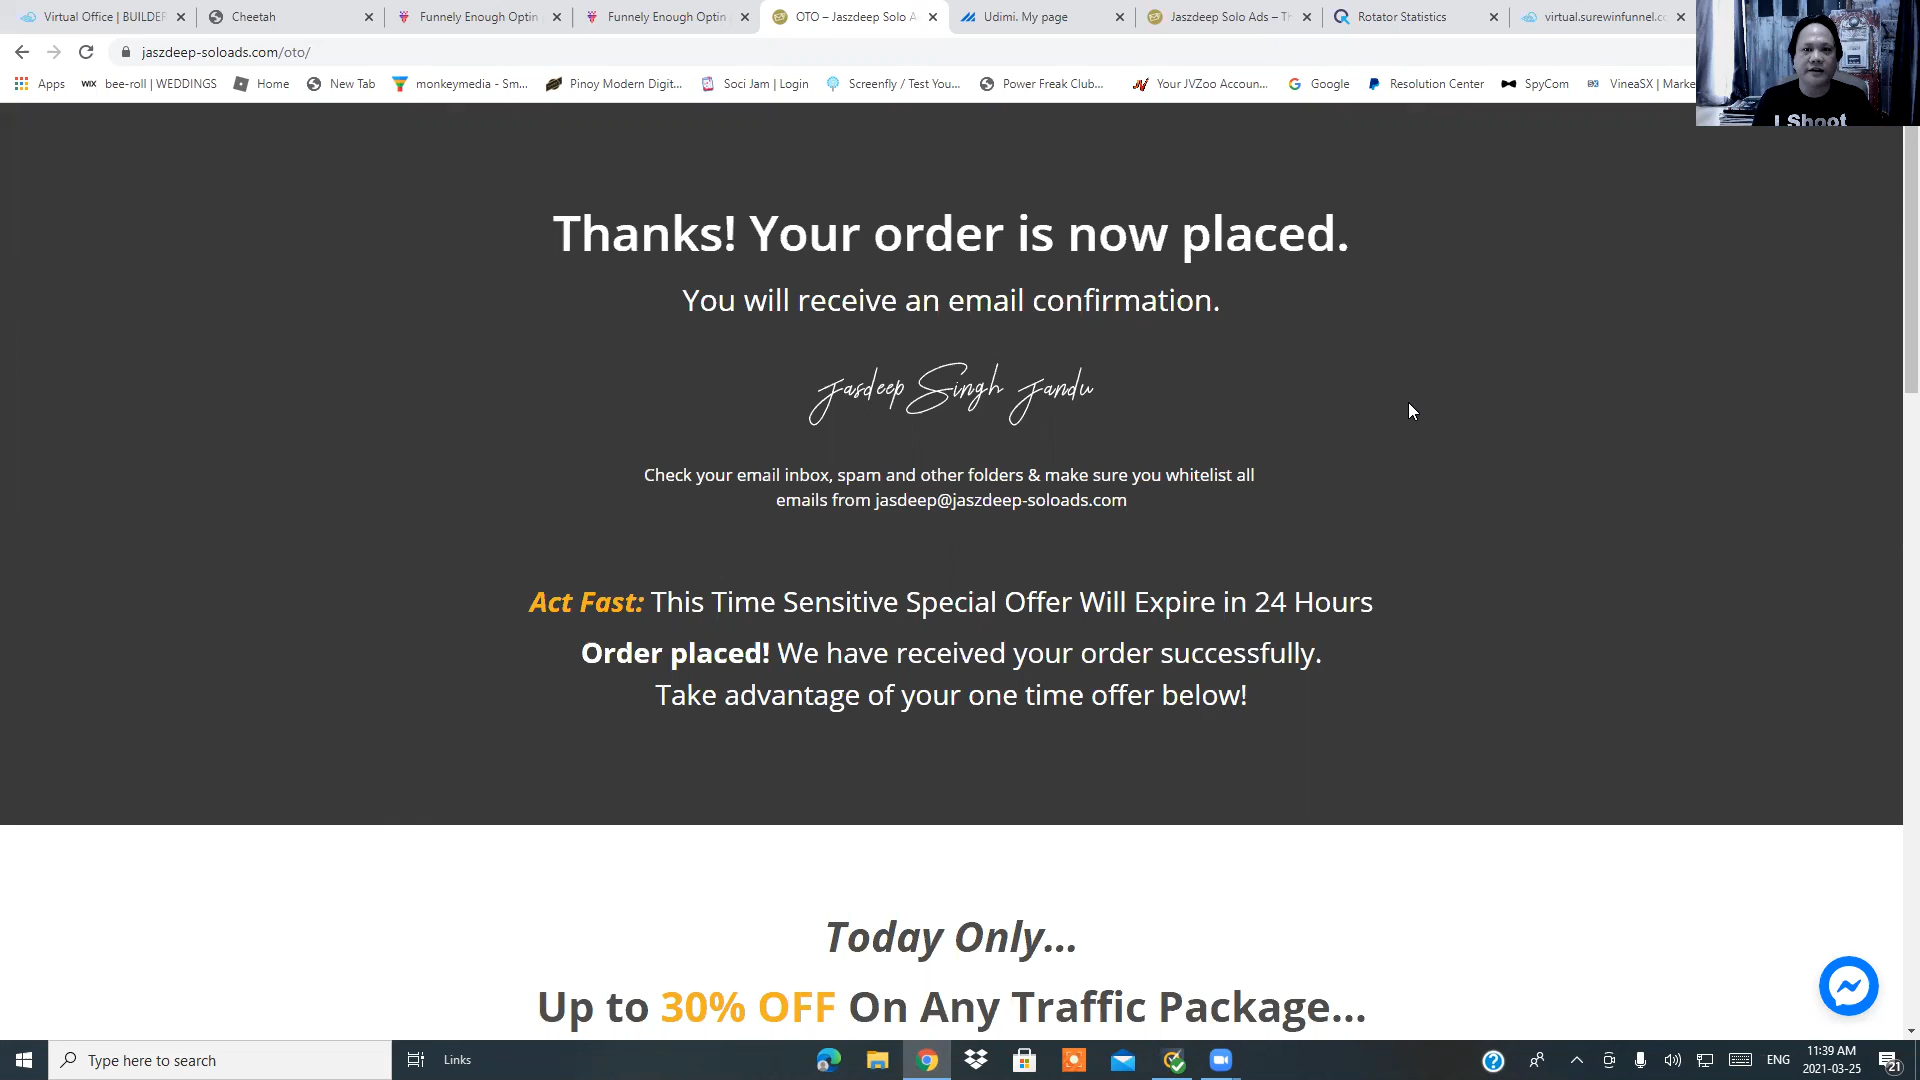 Virtual Office | BUILDER
Cheetah
Funnely Enough Optin
Funnely Enough Optin
OTO – Jaszdeep Solo A
Udimi. My page
Jaszdeep Solo Ads – Th
Rotator Statistics
virtual.surewinfunnel.co
jaszdeep-soloads.com/oto/
Apps
WIX bee-roll | WEDDINGS
Home
New Tab
monkeymedia - Sm...
Pinoy Modern Digit...
Soci Jam | Login
Screenfly / Test You...
Power Freak Club...
Your JVZoo Accoun...
Google
Resolution Center
SpyCom
VineaSX | Marke
I Shoot
Thanks! Your order is now placed.
You will receive an email confirmation.
Jasdeep Singh Jandu
Check your email inbox, spam and other folders & make sure you whitelist all
emails from jasdeep@jaszdeep-soloads.com
Act Fast: This Time Sensitive Special Offer Will Expire in 24 Hours
Order placed! We have received your order successfully.
Take advantage of your one time offer below!
Today Only...
Up to 30% OFF On Any Traffic Package...
Type here to search
Links
ENG
11:39 AM
2021-03-25
21